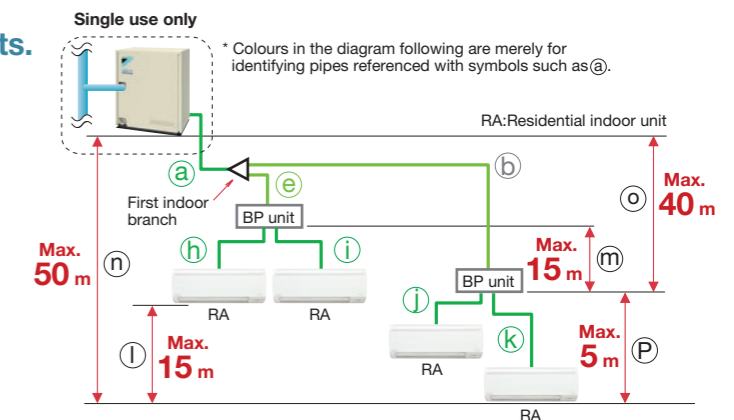 Single use only
ts.
* Colours in the diagram following are merely for
identifying pipes referenced with symbols such as ⓐ.
RA:Residential indoor unit
ⓐ
ⓑ
ⓔ
First indoor
branch
BP unit
ⓞ
Max.
40 m
ⓗ
ⓘ
Max.
50 m
ⓝ
Max.
15 m
ⓜ
BP unit
RA
RA
ⓙ
ⓚ
ⓛ
Max.
15 m
Max.
5 m
Ⓟ
RA
RA